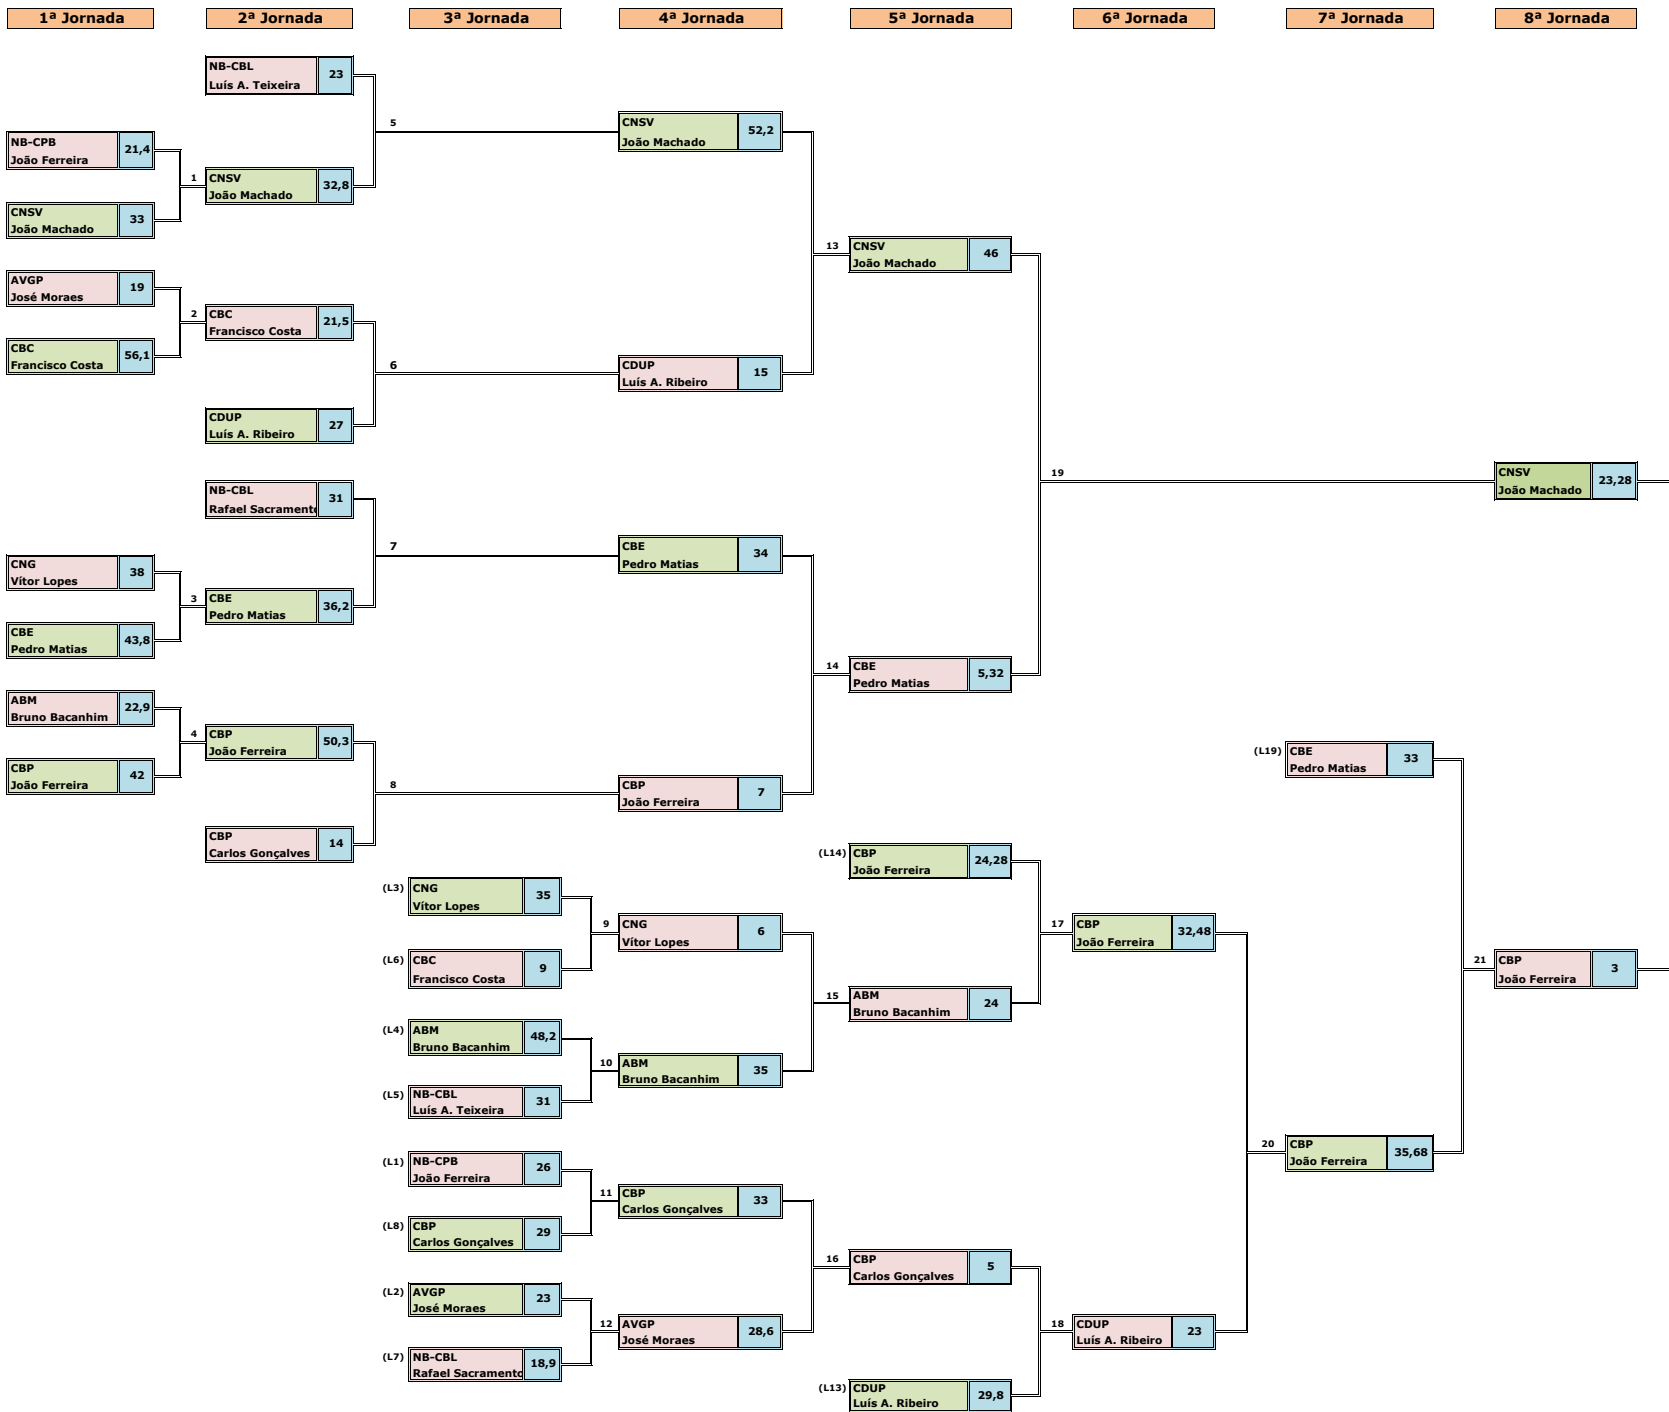 1ª Jornada
2ª Jornada
3ª Jornada
4ª Jornada
5ª Jornada
6ª Jornada
7ª Jornada
8ª Jornada
NB-CPB
João Ferreira
21,4
1
CNSV
João Machado
33
AVGP
José Moraes
19
2
CBC
Francisco Costa
56,1
CNG
Vítor Lopes
38
3
CBE
Pedro Matias
43,8
ABM
Bruno Bacanhim
22,9
4
CBP
João Ferreira
42
NB-CBL
Luís A. Teixeira
23
5
CNSV
João Machado
32,8
CBC
Francisco Costa
21,5
6
CDUP
Luís A. Ribeiro
27
NB-CBL
Rafael Sacramento
31
7
CBE
Pedro Matias
36,2
CBP
João Ferreira
50,3
8
CBP
Carlos Gonçalves
14
(L3)
CNG
Vítor Lopes
35
9
(L6)
CBC
Francisco Costa
9
(L4)
ABM
Bruno Bacanhim
48,2
10
(L5)
NB-CBL
Luís A. Teixeira
31
(L1)
NB-CPB
João Ferreira
26
11
(L8)
CBP
Carlos Gonçalves
29
(L2)
AVGP
José Moraes
23
12
(L7)
NB-CBL
Rafael Sacramento
18,9
CNSV
João Machado
52,2
13
CDUP
Luís A. Ribeiro
15
CBE
Pedro Matias
34
14
CBP
João Ferreira
7
CNG
Vítor Lopes
6
15
ABM
Bruno Bacanhim
35
CBP
Carlos Gonçalves
33
16
AVGP
José Moraes
28,6
CNSV
João Machado
46
19
CBE
Pedro Matias
5,32
(L14)
CBP
João Ferreira
24,28
17
ABM
Bruno Bacanhim
24
CBP
Carlos Gonçalves
5
18
(L13)
CDUP
Luís A. Ribeiro
29,8
CBP
João Ferreira
32,48
20
CDUP
Luís A. Ribeiro
23
(L19)
CBE
Pedro Matias
33
21
CBP
João Ferreira
35,68
CNSV
João Machado
23,28
CBP
João Ferreira
3